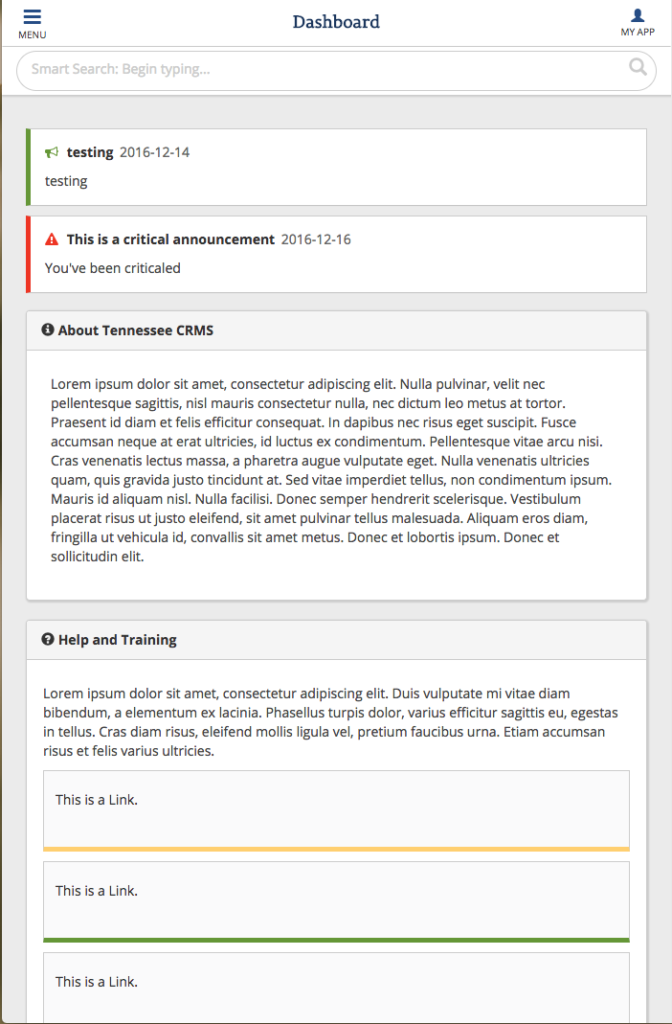 Dashboard
MENU
MY APP
Smart Search: Begin typing...
testing 2016-12-14
testing
This is a critical announcement 2016-12-16
You've been criticaled
About Tennessee CRMS
Lorem ipsum dolor sit amet, consectetur adipiscing elit. Nulla pulvinar, velit nec
pellentesque sagittis, nisl mauris consectetur nulla, nec dictum leo metus at tortor.
Praesent id diam et felis efficitur consequat. In dapibus nec risus eget suscipit. Fusce
accumsan neque at erat ultricies, id luctus ex condimentum. Pellentesque vitae arcu nisi.
Cras venenatis lectus massa, a pharetra augue vulputate eget. Nulla venenatis ultricies
quam, quis gravida justo tincidunt at. Sed vitae imperdiet tellus, non condimentum ipsum.
Mauris id aliquam nisl. Nulla facilisi. Donec semper hendrerit scelerisque. Vestibulum
placerat risus ut justo eleifend, sit amet pulvinar tellus malesuada. Aliquam eros diam,
fringilla ut vehicula id, convallis sit amet metus. Donec et lobortis ipsum. Donec et
sollicitudin elit.
Help and Training
Lorem ipsum dolor sit amet, consectetur adipiscing elit. Duis vulputate mi vitae diam
bibendum, a elementum ex lacinia. Phasellus turpis dolor, varius efficitur sagittis eu, egestas
in tellus. Cras diam risus, eleifend mollis ligula vel, pretium faucibus urna. Etiam accumsan
risus et felis varius ultricies.
This is a Link.
This is a Link.
This is a Link.